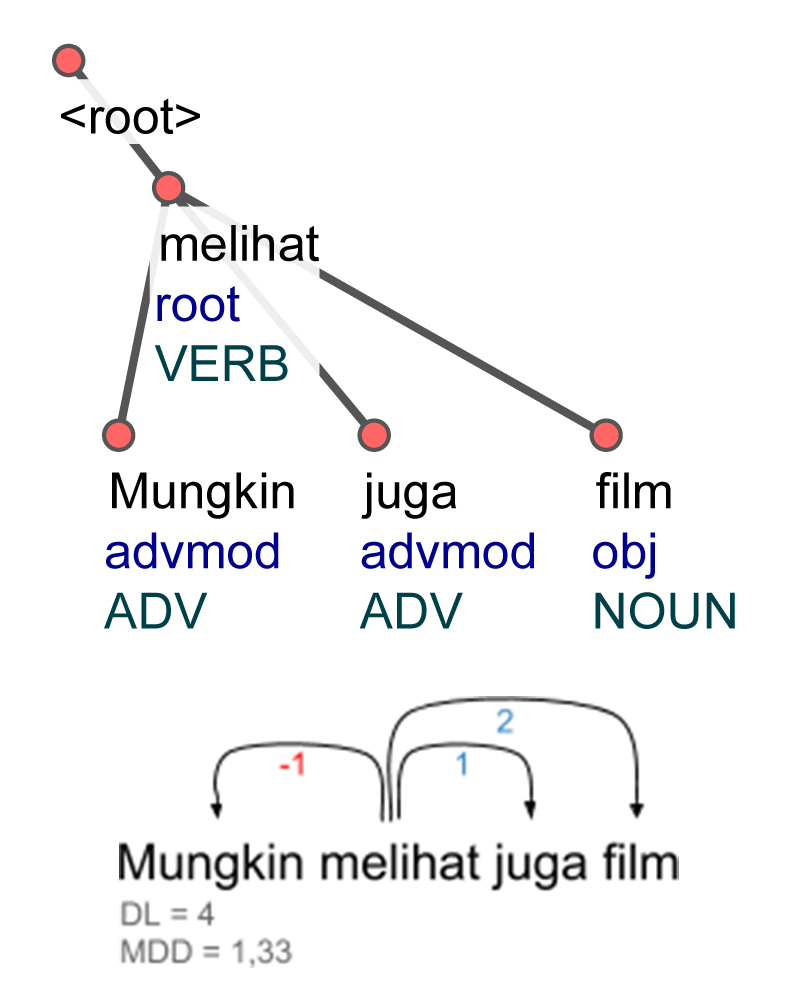 <root>
melihat
root
VERB
Mungkin juga film
advmod advmod obj
ADV ADV NOUN
2
-1 1
Mungkin melihat juga film
DL = 4
MDD = 1,33